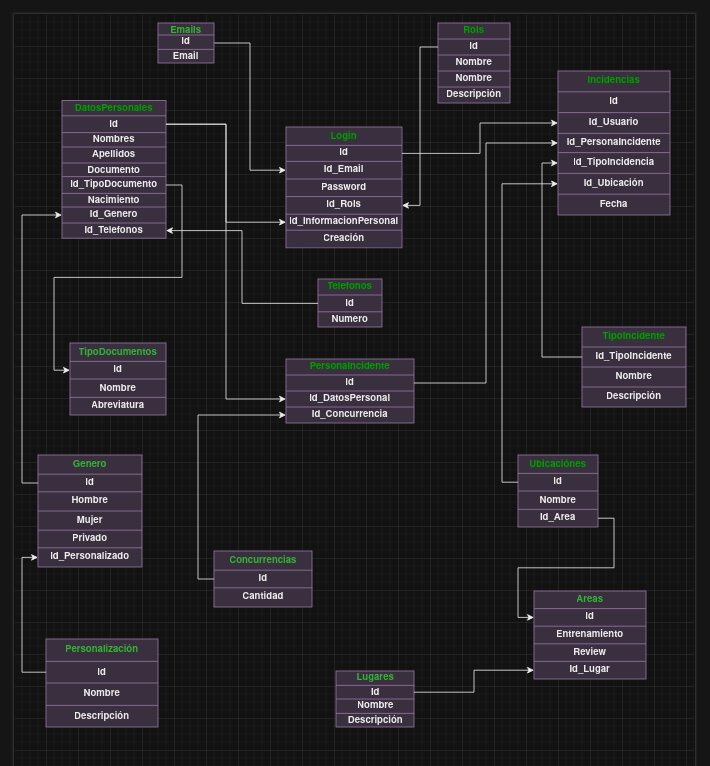 Emails
Id
Email
Rols
Id
Nombre
Nombre
Descripción
Incidencias
Id
Id_Usuario
Id_PersonaIncidente
Id_TipoIncidencia
Id_Ubicación
Fecha
DatosPersonales
Id
Nombres
Apellidos
Documento
Id_TipoDocumento
Nacimiento
Id_Genero
Id_Telefonos
Login
Id
Id_Email
Password
Id_Rols
Id_InformacionPersonal
Creación
Telefonos
Id
Numero
TipoDocumentos
Id
Nombre
Abreviatura
PersonaIncidente
Id
Id_DatosPersonal
Id_Concurrencia
TipoIncidente
Id_TipoIncidente
Nombre
Descripción
Genero
Id
Hombre
Mujer
Privado
Id_Personalizado
Ubicaciónes
Id
Nombre
Id_Area
Concurrencias
Id
Cantidad
Areas
Id
Entrenamiento
Review
Id_Lugar
Personalización
Id
Nombre
Descripción
Lugares
Id
Nombre
Descripción